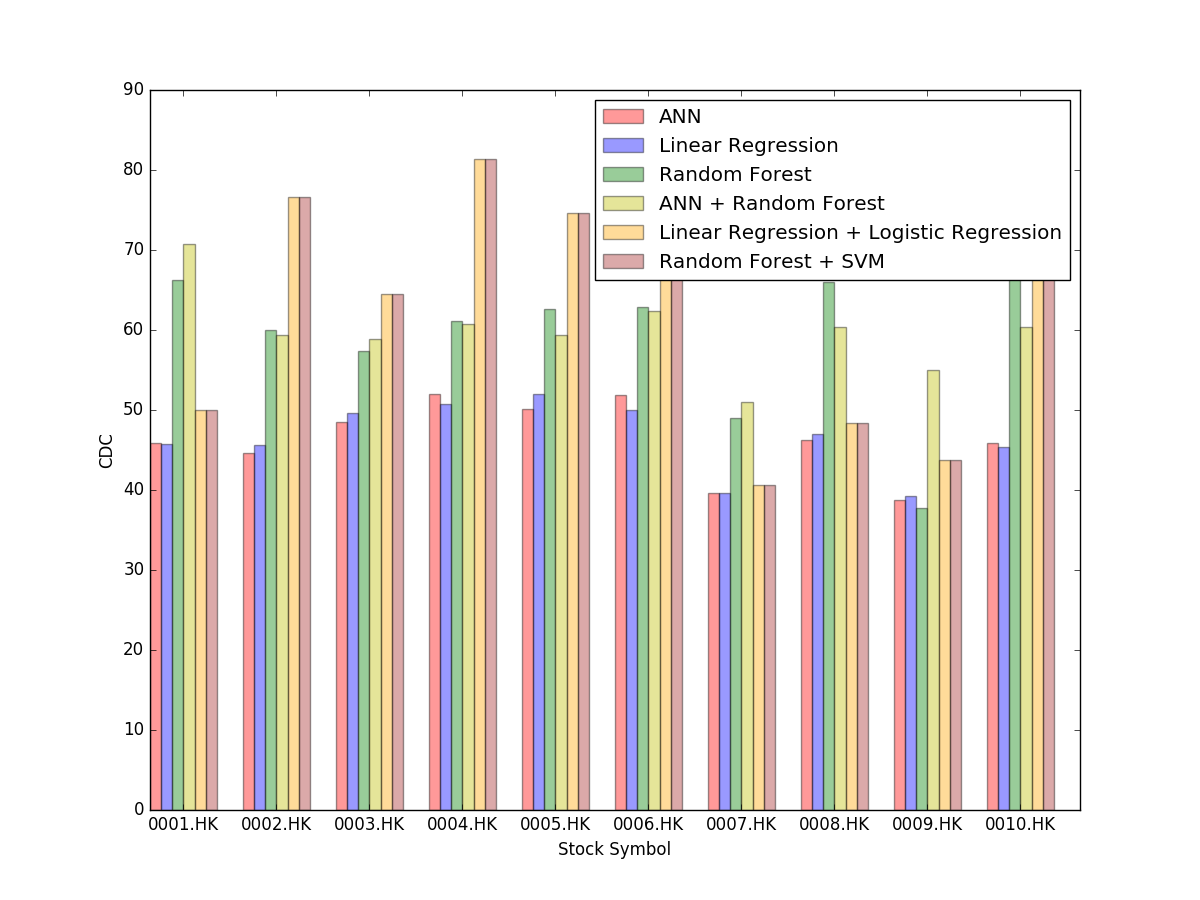 90
80
70
60
50
40
30
20
10
0
CDC
ANN
Linear Regression
Random Forest
ANN + Random Forest
Linear Regression + Logistic Regression
Random Forest + SVM
0001.HK 0002.HK 0003.HK 0004.HK 0005.HK 0006.HK 0007.HK 0008.HK 0009.HK 0010.HK
Stock Symbol